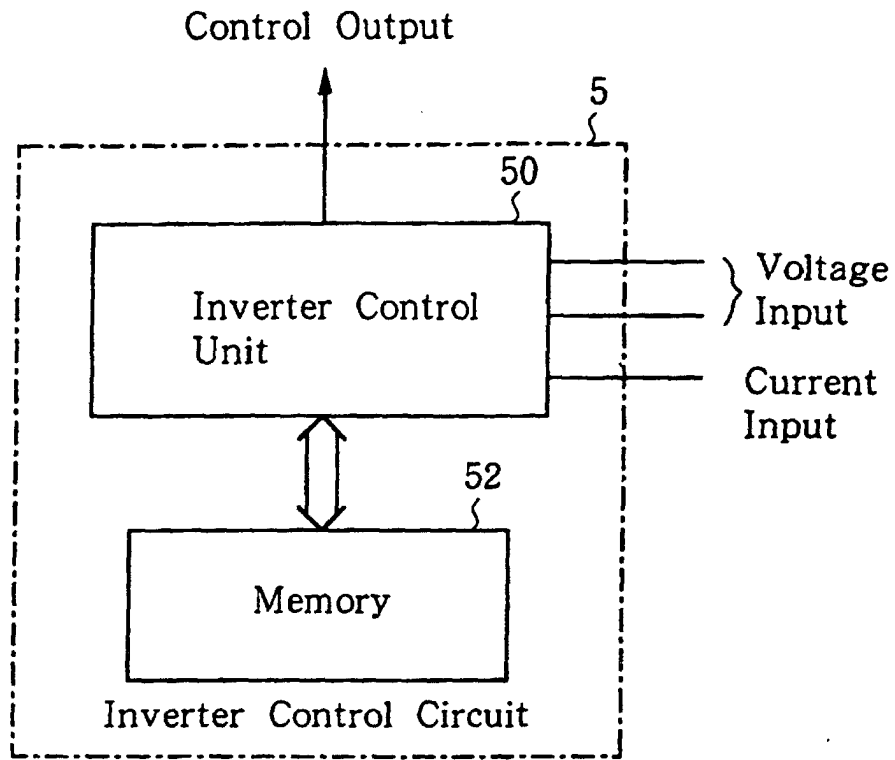 Control Output
5
50
Inverter Control
Unit
Voltage
Input
Current
Input
52
Memory
Inverter Control Circuit